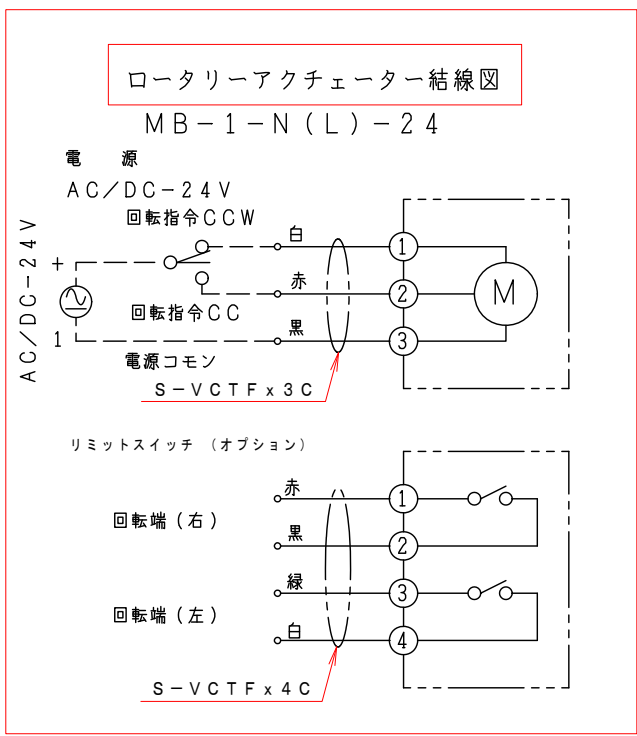 ロータリーアクチェーター結線図
MB-1-N(L)-24
電 源
AC/DC-24V
回転指令CCW
白
①
AC/DC-24V
+
赤
②
M
回転指令CC
黒
③
1
電源コモン
S-VCTFx3C
リミットスイッチ (オプション)
赤
①
回転端(右)
黒
②
緑
③
回転端(左)
白
④
S-VCTFx4C